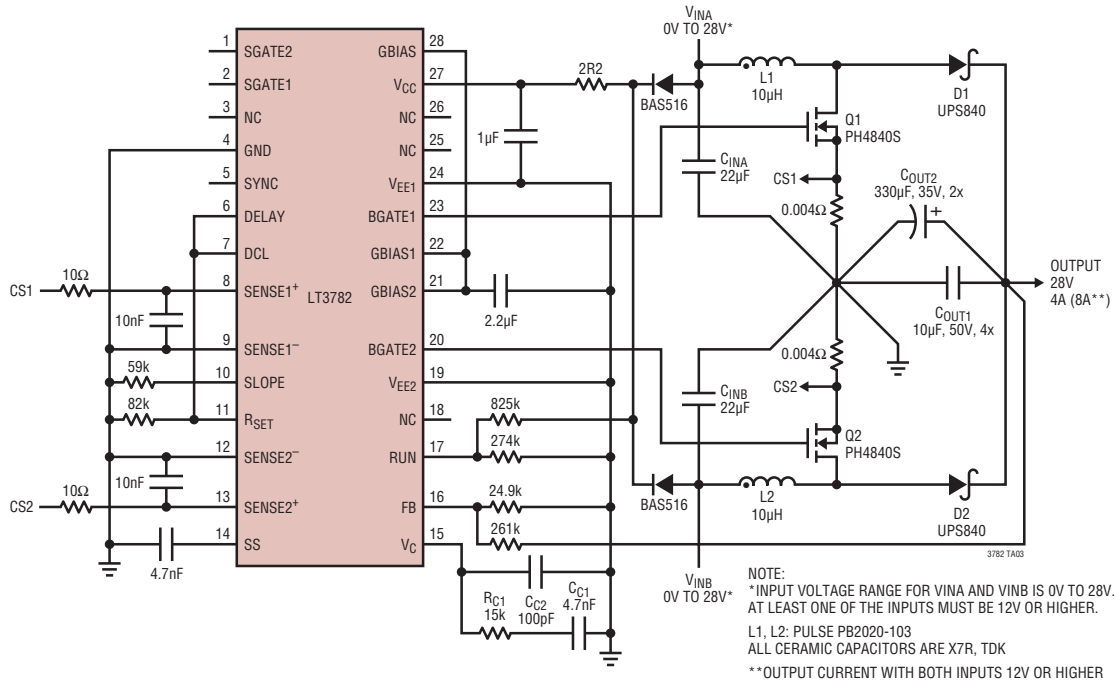 VINA
0V TO 28V*
1 SGATE2
2 SGATE1
3 NC
4 GND
5 SYNC
6 DELAY
7 DCL
8 SENSE1+
9 SENSE1–
10 SLOPE
11 RSET
12 SENSE2–
13 SENSE2+
14 SS
LT3782
GBIAS 28
VCC 27
NC 26
NC 25
VEE1 24
BGATE1 23
GBIAS1 22
GBIAS2 21
BGATE2 20
VEE2 19
NC 18
RUN 17
FB 16
VC 15
CS1
10Ω
10nF
59k
82k
10nF
CS2
10Ω
4.7nF
2R2
1µF
2.2µF
825k
274k
24.9k
261k
RC1
15k
CC2
100pF
CC1
4.7nF
BAS516
L1
10µH
D1
UPS840
Q1
PH4840S
CINA
22µF
CS1
0.004Ω
COUT2
330µF, 35V, 2x
+
OUTPUT
28V
4A (8A**)
COUT1
10µF, 50V, 4x
0.004Ω
CS2
CINB
22µF
Q2
PH4840S
BAS516
L2
10µH
D2
UPS840
3782 TA03
VINB
0V TO 28V*
NOTE:
*INPUT VOLTAGE RANGE FOR VINA AND VINB IS 0V TO 28V.
AT LEAST ONE OF THE INPUTS MUST BE 12V OR HIGHER.
L1, L2: PULSE PB2020-103
ALL CERAMIC CAPACITORS ARE X7R, TDK
**OUTPUT CURRENT WITH BOTH INPUTS 12V OR HIGHER